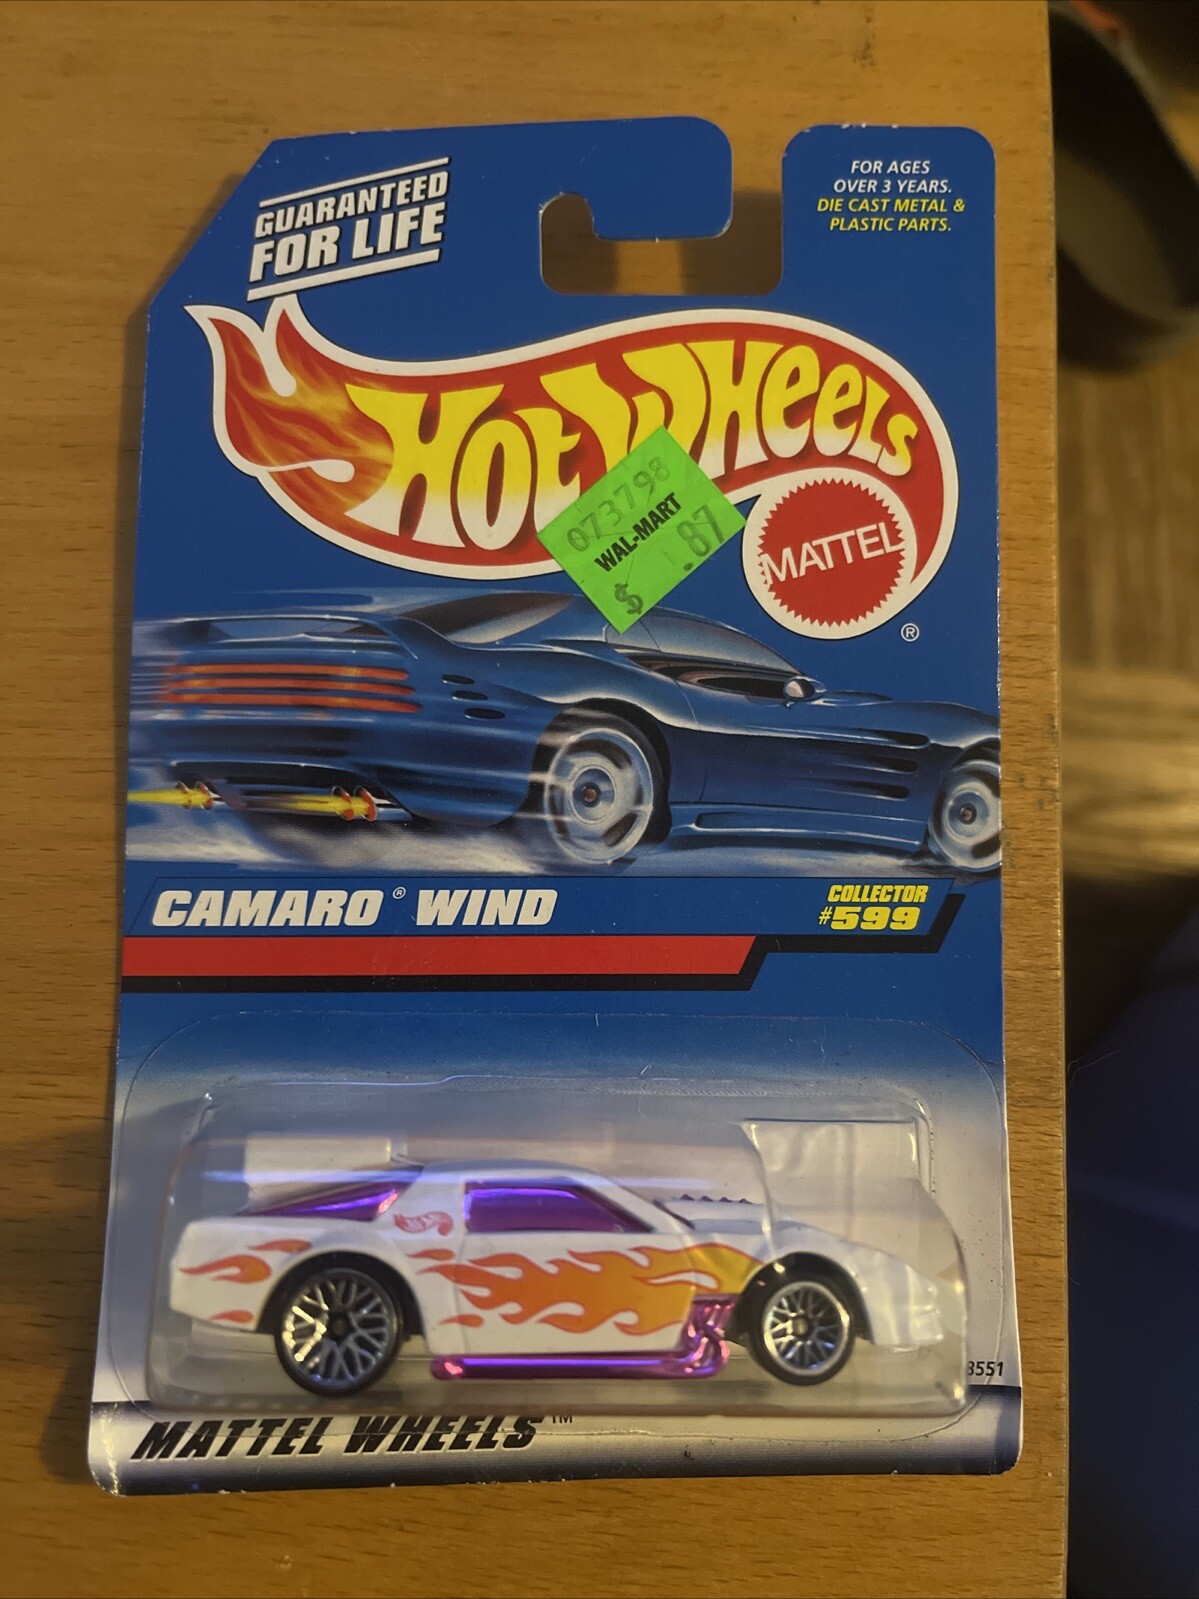 GUARANTEED
FOR LIFE
FOR AGES
OVER 3 YEARS.
DIE CAST METAL &
PLASTIC PARTS.
HOT WHEELS
073798
WAL-MART
$ .87
MATTEL
®
CAMARO® WIND
COLLECTOR
#599
3551
MATTEL WHEELS™